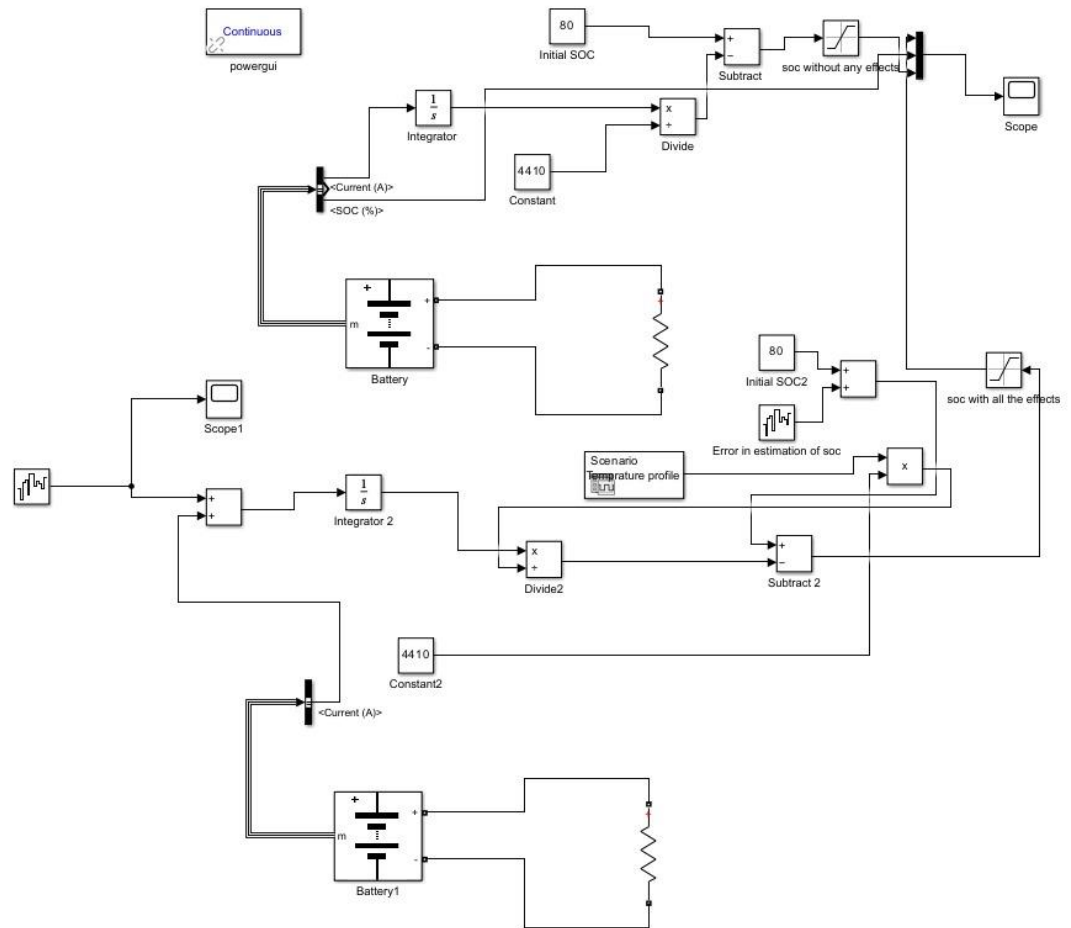 Continuous
powergui
80
Initial SOC
+
−
Subtract
soc without any effects
Scope
1
s
Integrator
x
÷
Divide
4410
Constant
<Current (A)>
<SOC (%)>
+
m
+
-
Battery
+
80
Initial SOC2
+
+
soc with all the effects
Scope1
Error in estimation of soc
Scenario
Temprature profile
x
+
+
1
s
Integrator 2
x
÷
Divide2
+
−
Subtract 2
4410
Constant2
<Current (A)>
+
m
+
-
Battery1
+